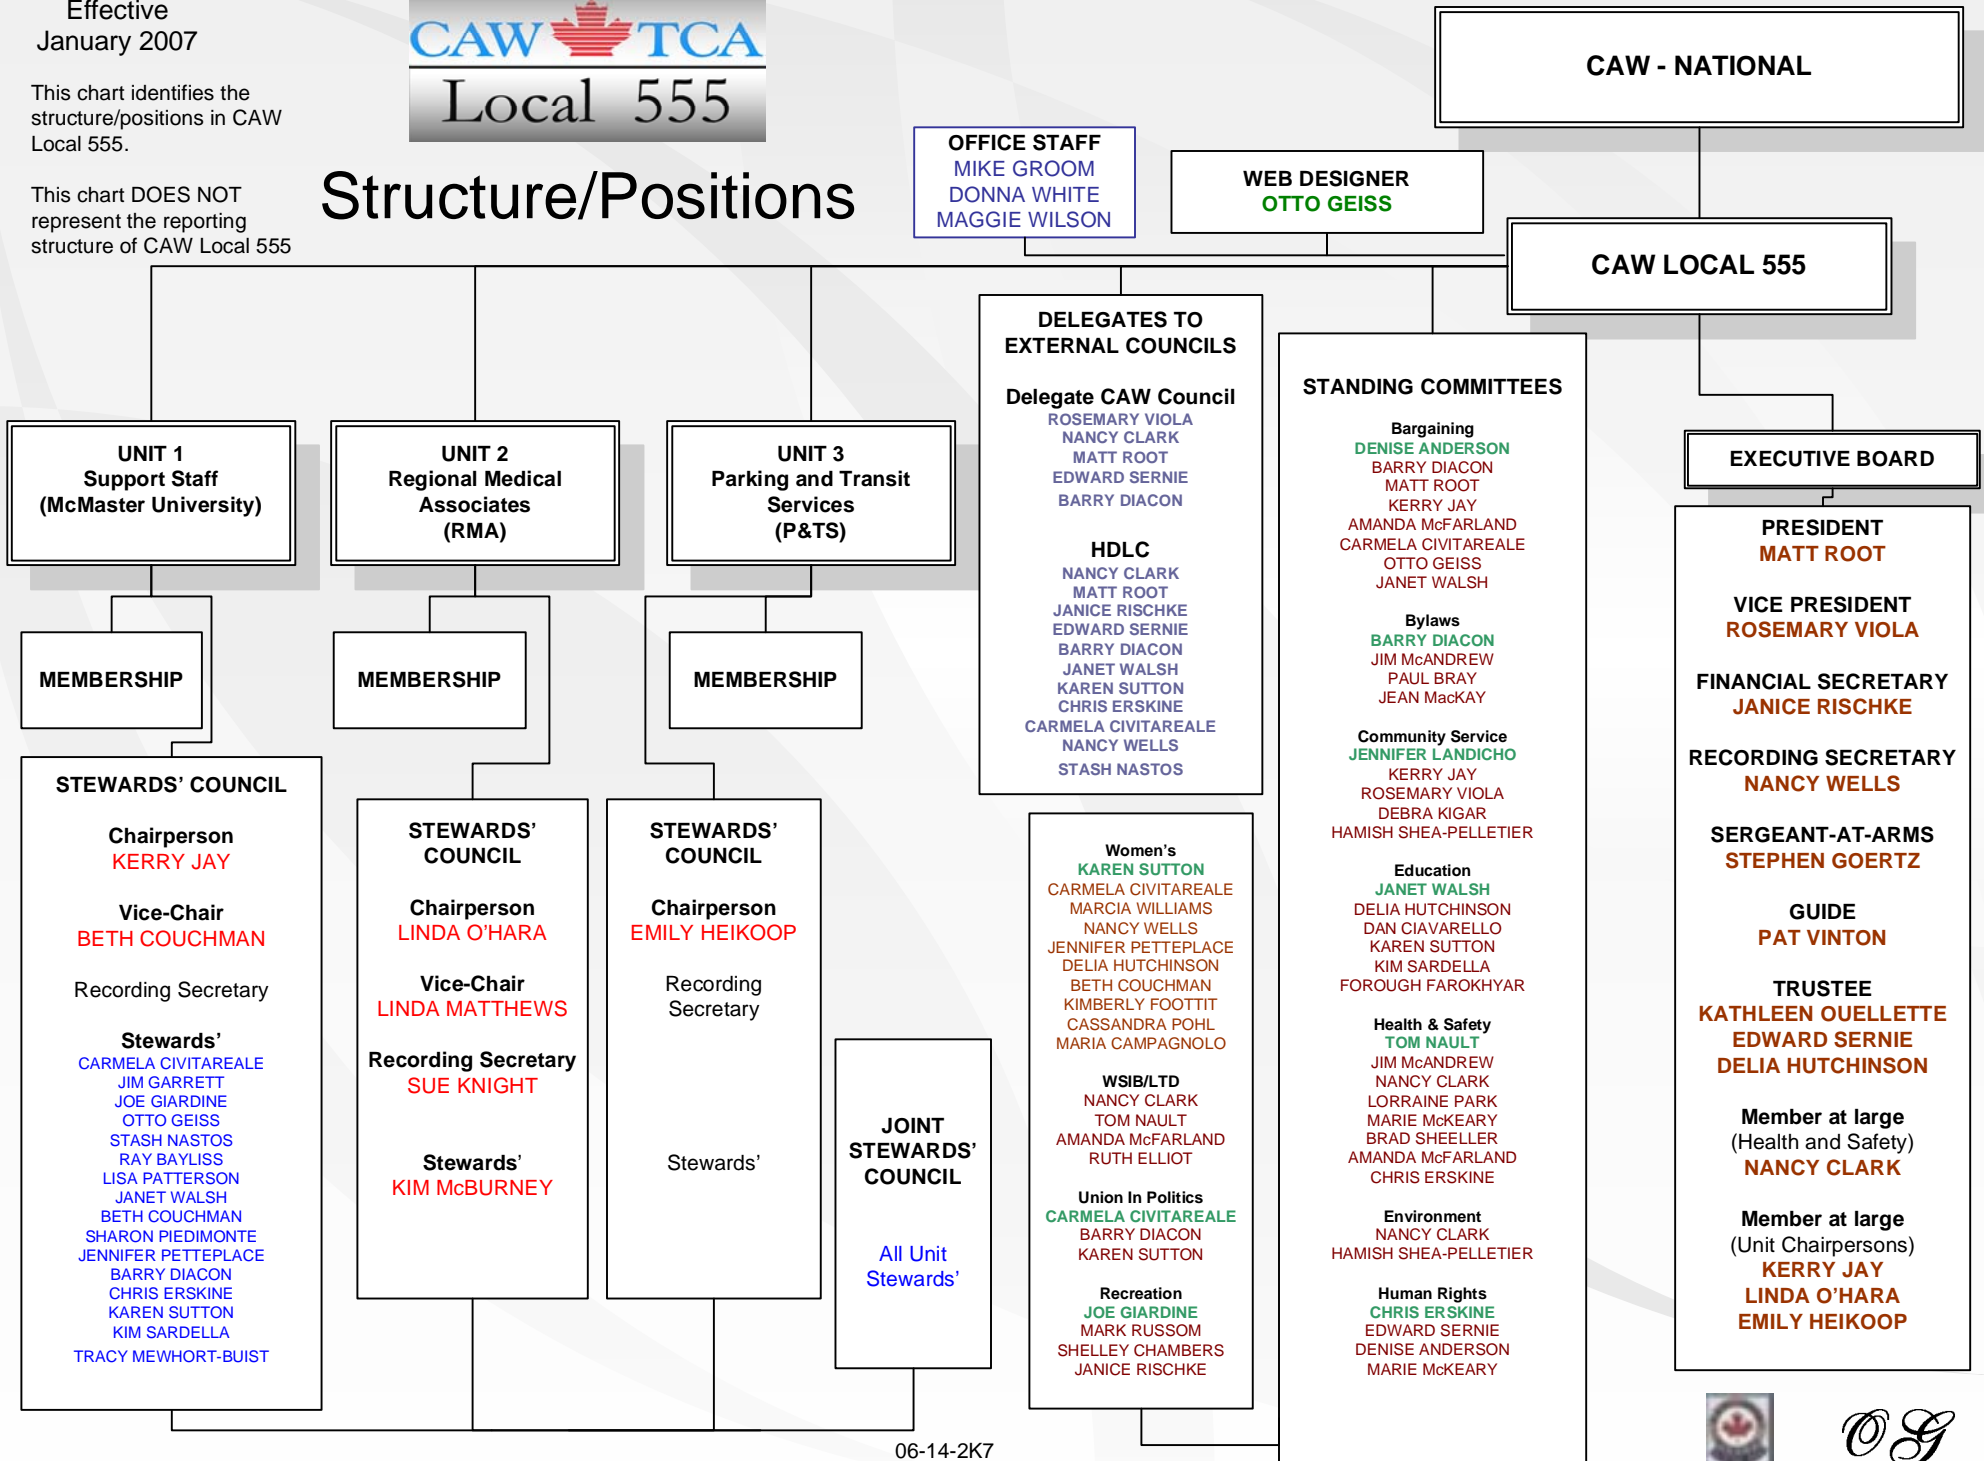 Effective
January 2007
This chart identifies the
structure/positions in CAW
Local 555.
This chart DOES NOT
represent the reporting
structure of CAW Local 555
CAW TCA
Local 555
Structure/Positions
CAW - NATIONAL
OFFICE STAFF
MIKE GROOM
DONNA WHITE
MAGGIE WILSON
WEB DESIGNER
OTTO GEISS
CAW LOCAL 555
UNIT 1
Support Staff
(McMaster University)
UNIT 2
Regional Medical
Associates
(RMA)
UNIT 3
Parking and Transit
Services
(P&TS)
MEMBERSHIP
MEMBERSHIP
MEMBERSHIP
STEWARDS' COUNCIL
Chairperson
KERRY JAY
Vice-Chair
BETH COUCHMAN
Recording Secretary
Stewards'
CARMELA CIVITAREALE
JIM GARRETT
JOE GIARDINE
OTTO GEISS
STASH NASTOS
RAY BAYLISS
LISA PATTERSON
JANET WALSH
BETH COUCHMAN
SHARON PIEDIMONTE
JENNIFER PETTEPLACE
BARRY DIACON
CHRIS ERSKINE
KAREN SUTTON
KIM SARDELLA
TRACY MEWHORT-BUIST
STEWARDS'
COUNCIL
Chairperson
LINDA O'HARA
Vice-Chair
LINDA MATTHEWS
Recording Secretary
SUE KNIGHT
Stewards'
KIM McBURNEY
STEWARDS'
COUNCIL
Chairperson
EMILY HEIKOOP
Recording
Secretary
Stewards'
JOINT
STEWARDS'
COUNCIL
All Unit
Stewards'
DELEGATES TO
EXTERNAL COUNCILS
Delegate CAW Council
ROSEMARY VIOLA
NANCY CLARK
MATT ROOT
EDWARD SERNIE
BARRY DIACON
HDLC
NANCY CLARK
MATT ROOT
JANICE RISCHKE
EDWARD SERNIE
BARRY DIACON
JANET WALSH
KAREN SUTTON
CHRIS ERSKINE
CARMELA CIVITAREALE
NANCY WELLS
STASH NASTOS
Women's
KAREN SUTTON
CARMELA CIVITAREALE
MARCIA WILLIAMS
NANCY WELLS
JENNIFER PETTEPLACE
DELIA HUTCHINSON
BETH COUCHMAN
KIMBERLY FOOTTIT
CASSANDRA POHL
MARIA CAMPAGNOLO
WSIB/LTD
NANCY CLARK
TOM NAULT
AMANDA McFARLAND
RUTH ELLIOT
Union In Politics
CARMELA CIVITAREALE
BARRY DIACON
KAREN SUTTON
Recreation
JOE GIARDINE
MARK RUSSOM
SHELLEY CHAMBERS
JANICE RISCHKE
STANDING COMMITTEES
Bargaining
DENISE ANDERSON
BARRY DIACON
MATT ROOT
KERRY JAY
AMANDA McFARLAND
CARMELA CIVITAREALE
OTTO GEISS
JANET WALSH
Bylaws
BARRY DIACON
JIM McANDREW
PAUL BRAY
JEAN MacKAY
Community Service
JENNIFER LANDICHO
KERRY JAY
ROSEMARY VIOLA
DEBRA KIGAR
HAMISH SHEA-PELLETIER
Education
JANET WALSH
DELIA HUTCHINSON
DAN CIAVARELLO
KAREN SUTTON
KIM SARDELLA
FOROUGH FAROKHYAR
Health & Safety
TOM NAULT
JIM McANDREW
NANCY CLARK
LORRAINE PARK
MARIE McKEARY
BRAD SHEELLER
AMANDA McFARLAND
CHRIS ERSKINE
Environment
NANCY CLARK
HAMISH SHEA-PELLETIER
Human Rights
CHRIS ERSKINE
EDWARD SERNIE
DENISE ANDERSON
MARIE McKEARY
EXECUTIVE BOARD
PRESIDENT
MATT ROOT
VICE PRESIDENT
ROSEMARY VIOLA
FINANCIAL SECRETARY
JANICE RISCHKE
RECORDING SECRETARY
NANCY WELLS
SERGEANT-AT-ARMS
STEPHEN GOERTZ
GUIDE
PAT VINTON
TRUSTEE
KATHLEEN OUELLETTE
EDWARD SERNIE
DELIA HUTCHINSON
Member at large
(Health and Safety)
NANCY CLARK
Member at large
(Unit Chairpersons)
KERRY JAY
LINDA O'HARA
EMILY HEIKOOP
06-14-2K7
OG